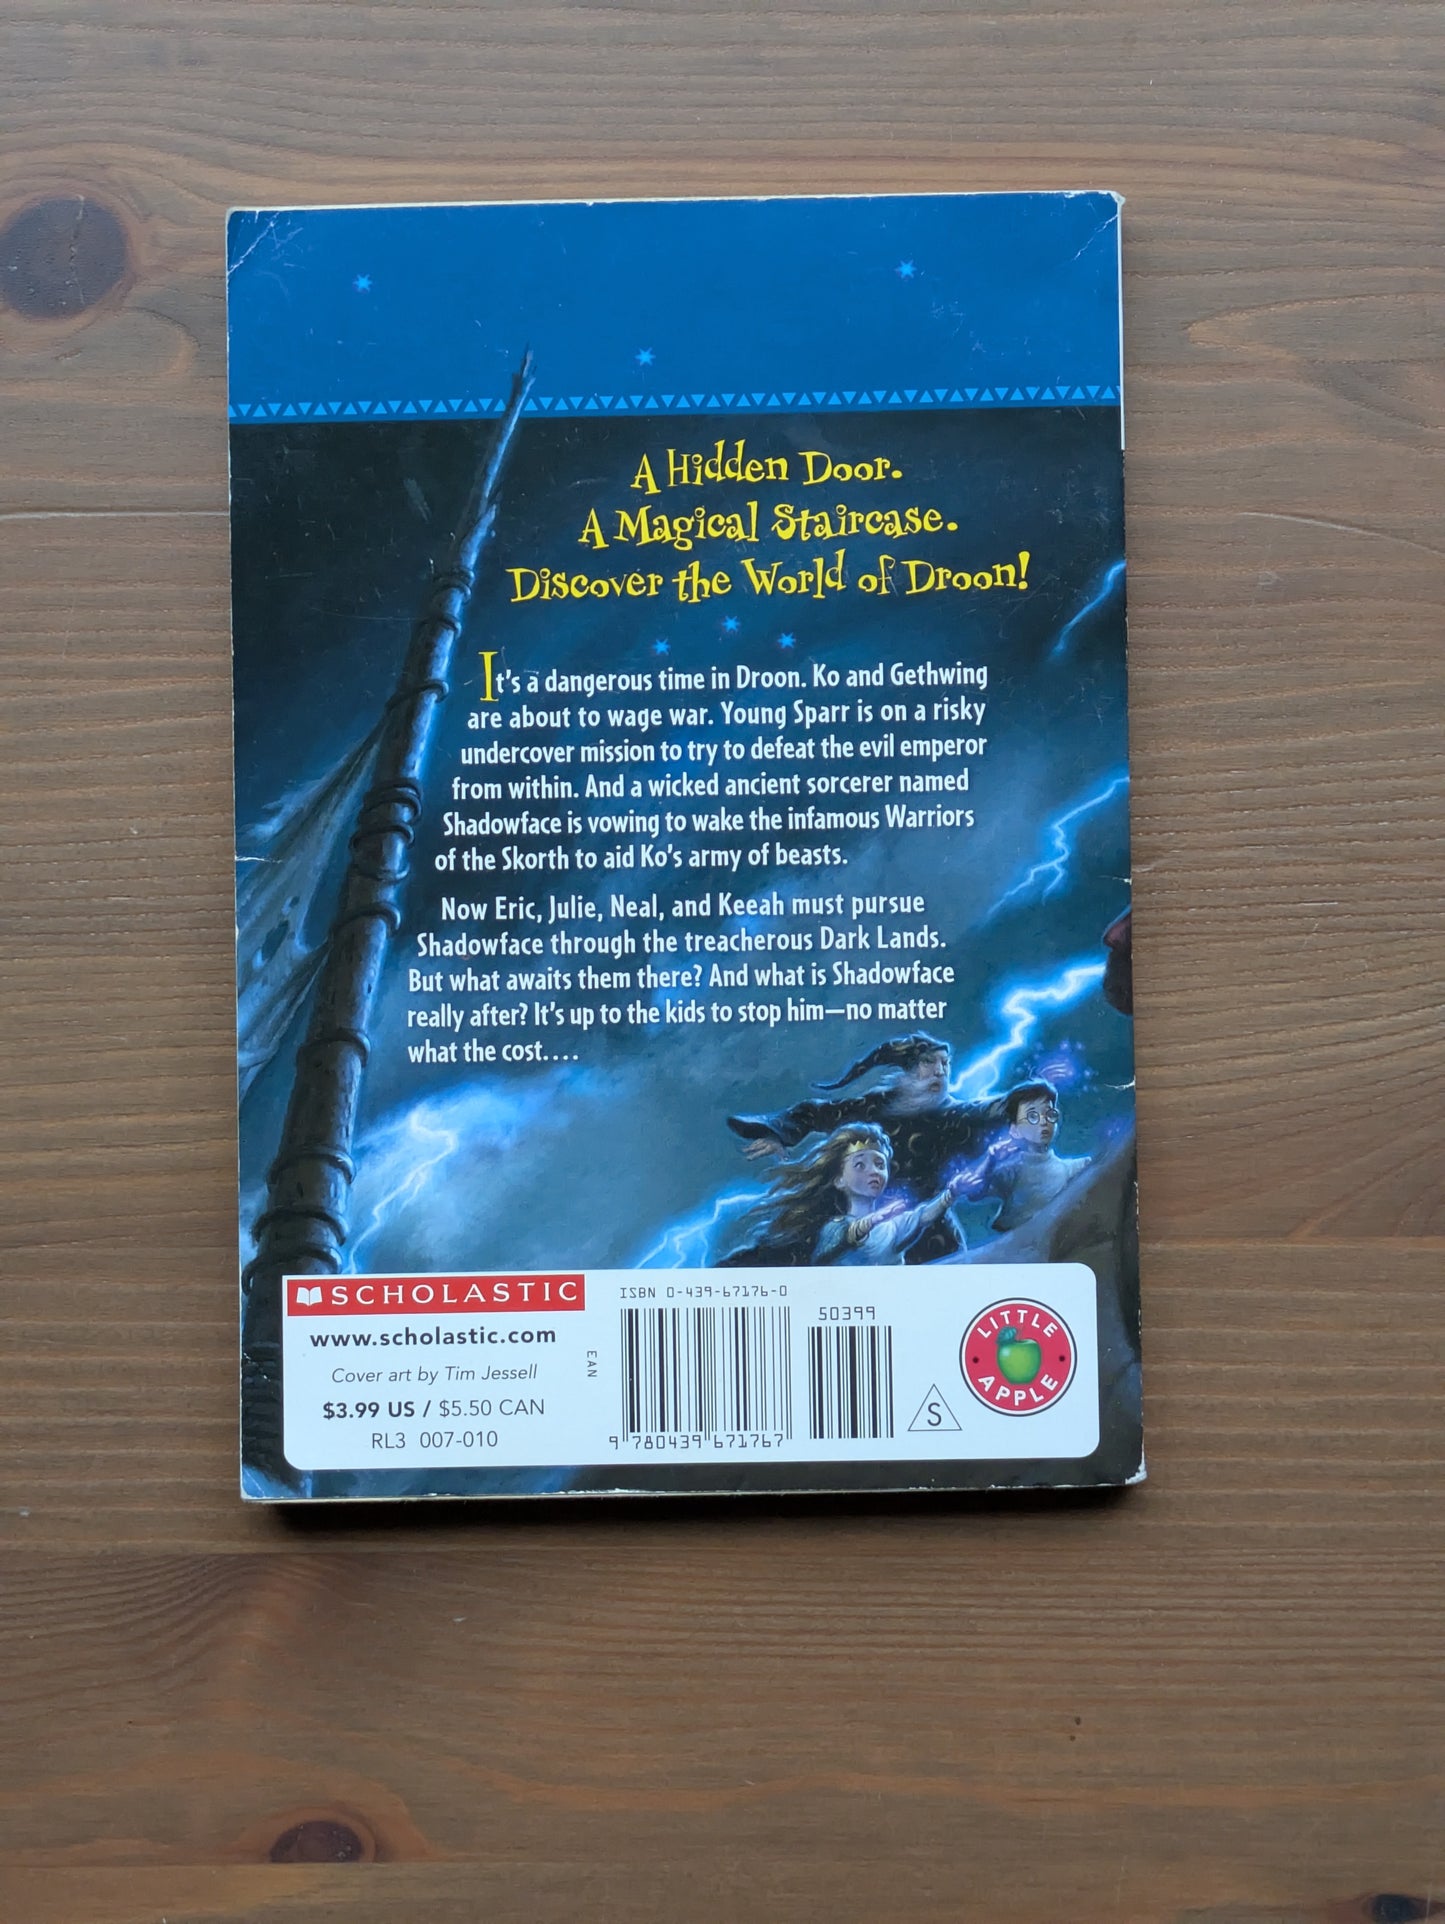 A Hidden Door.
A Magical Staircase.
Discover the World of Droon!
It's a dangerous time in Droon. Ko and Gethwing
are about to wage war. Young Sparr is on a risky
undercover mission to try to defeat the evil emperor
from within. And a wicked ancient sorcerer named
Shadowface is vowing to wake the infamous Warriors
of the Skorth to aid Ko's army of beasts.
Now Eric, Julie, Neal, and Keeah must pursue
Shadowface through the treacherous Dark Lands.
But what awaits them there? And what is Shadowface
really after? It's up to the kids to stop him—no matter
what the cost....
SCHOLASTIC
www.scholastic.com
Cover art by Tim Jessell
$3.99 US / $5.50 CAN
RL3 007-010
EAN
ISBN 0-439-67176-0
50399
9 780439 671767
S
LITTLE
APPLE